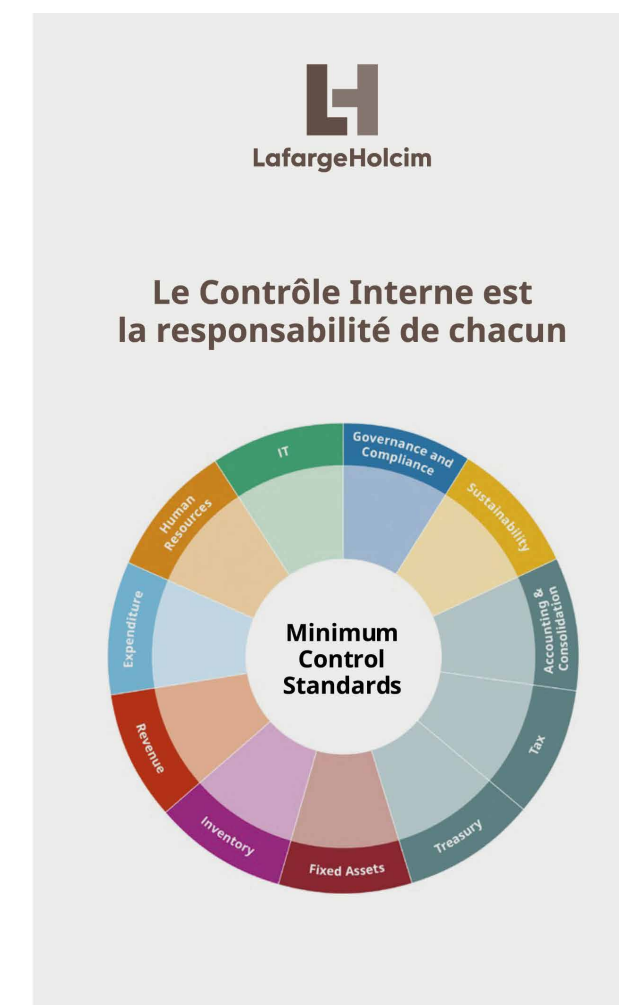 LafargeHolcim
Le Contrôle Interne est
la responsabilité de chacun
Governance and
Compliance
Sustainability
Accounting &
Consolidation
Tax
Treasury
Fixed Assets
Inventory
Revenue
Expenditure
Human
Resources
IT
Minimum
Control
Standards